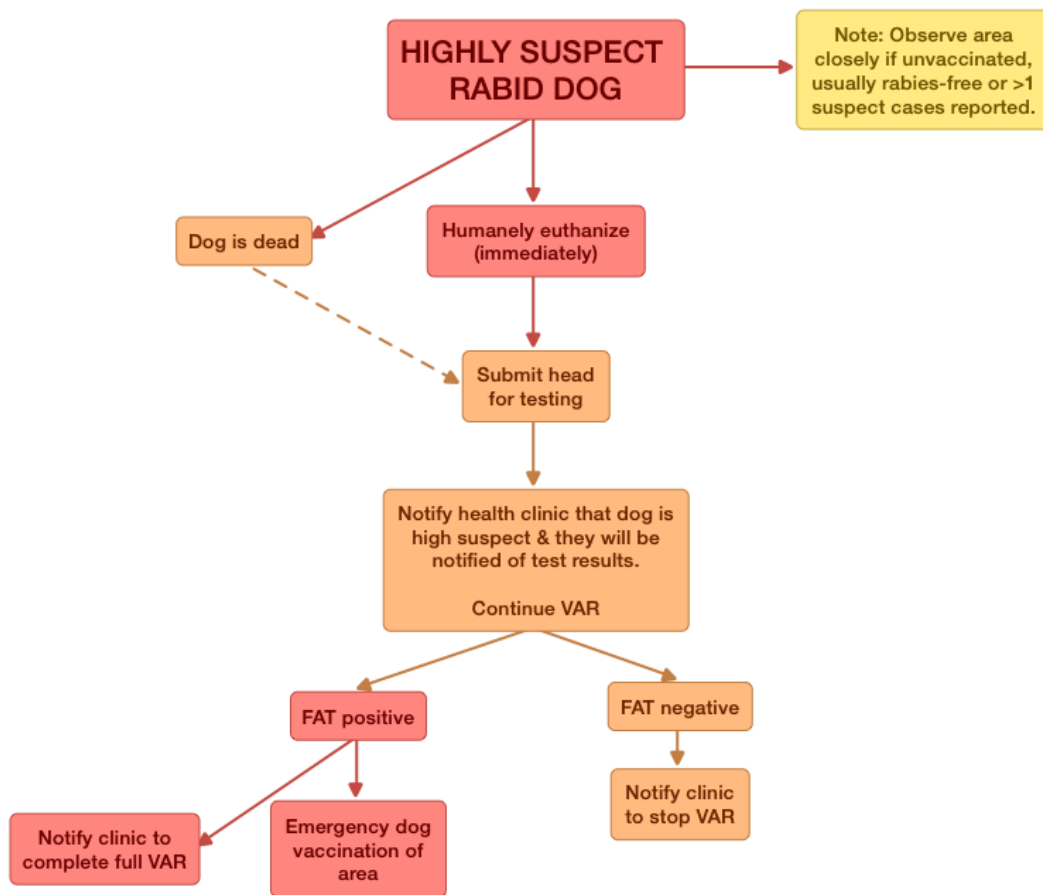 HIGHLY SUSPECT
RABID DOG
Note: Observe area
closely if unvaccinated,
usually rabies-free or >1
suspect cases reported.
Dog is dead
Humanely euthanize
(immediately)
Submit head
for testing
Notify health clinic that dog is
high suspect & they will be
notified of test results.
Continue VAR
FAT positive
FAT negative
Notify clinic to
complete full VAR
Emergency dog
vaccination of
area
Notify clinic
to stop VAR